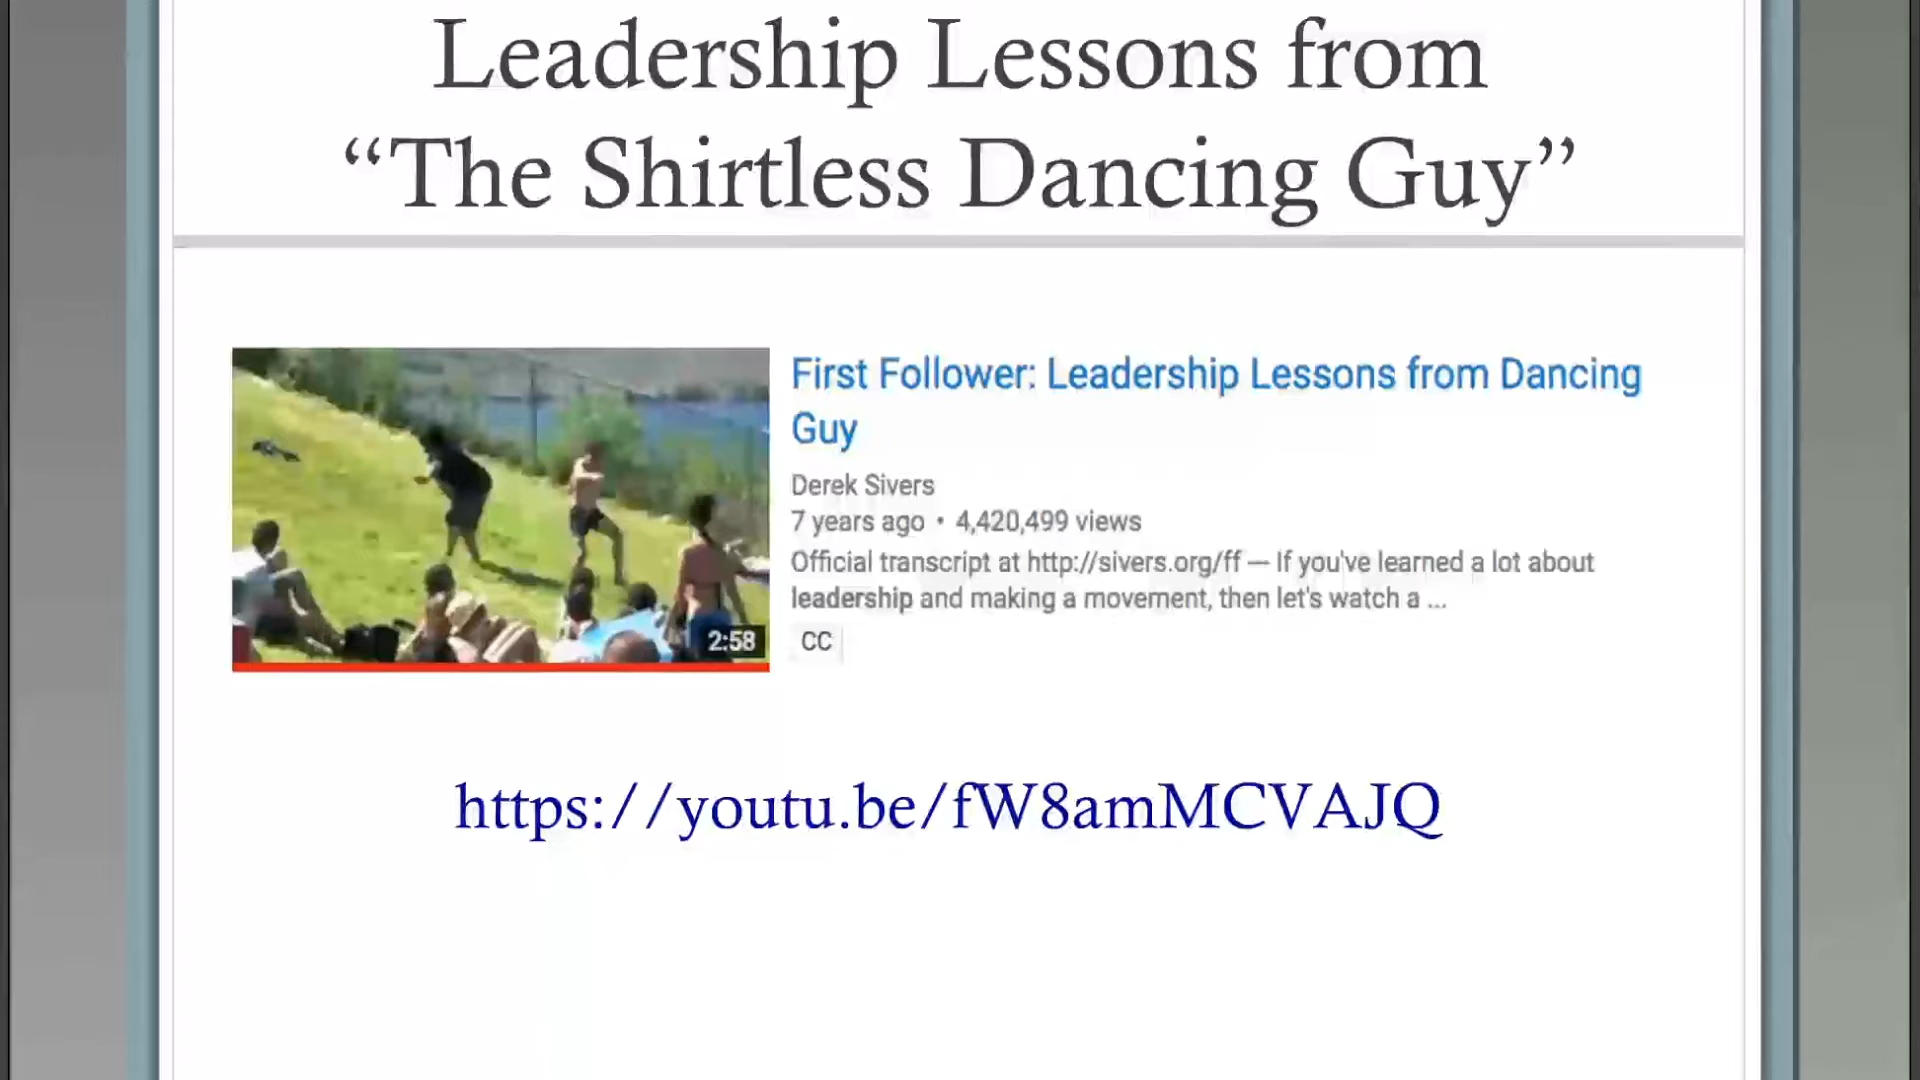 Leadership Lessons from
“The Shirtless Dancing Guy”
First Follower: Leadership Lessons from Dancing
Guy
Derek Sivers
7 years ago • 4,420,499 views
Official transcript at http://sivers.org/ff — If you've learned a lot about
leadership and making a movement, then let's watch a ...
2:58
CC
https://youtu.be/fW8amMCVAJQ